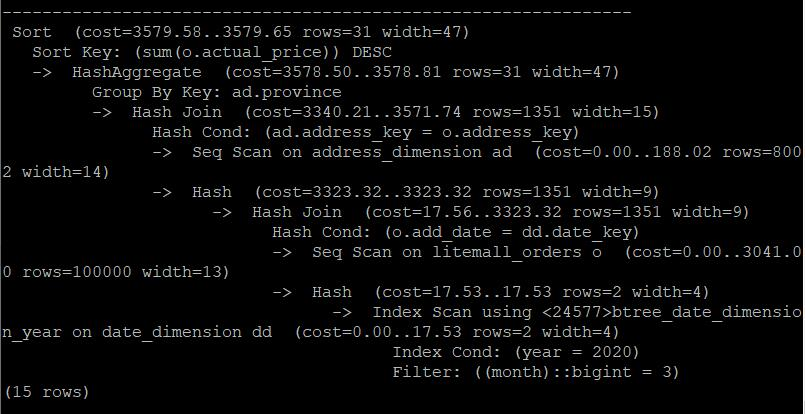 ---------------------------------------------------------------
Sort  (cost=3579.58..3579.65 rows=31 width=47)
Sort Key: (sum(o.actual_price)) DESC
->  HashAggregate  (cost=3578.50..3578.81 rows=31 width=47)
Group By Key: ad.province
->  Hash Join  (cost=3340.21..3571.74 rows=1351 width=15)
Hash Cond: (ad.address_key = o.address_key)
->  Seq Scan on address_dimension ad  (cost=0.00..188.02 rows=800
2 width=14)
->  Hash  (cost=3323.32..3323.32 rows=1351 width=9)
->  Hash Join  (cost=17.56..3323.32 rows=1351 width=9)
Hash Cond: (o.add_date = dd.date_key)
->  Seq Scan on litemall_orders o  (cost=0.00..3041.0
0 rows=100000 width=13)
->  Hash  (cost=17.53..17.53 rows=2 width=4)
->  Index Scan using <24577>btree_date_dimensio
n_year on date_dimension dd  (cost=0.00..17.53 rows=2 width=4)
Index Cond: (year = 2020)
Filter: ((month)::bigint = 3)
(15 rows)